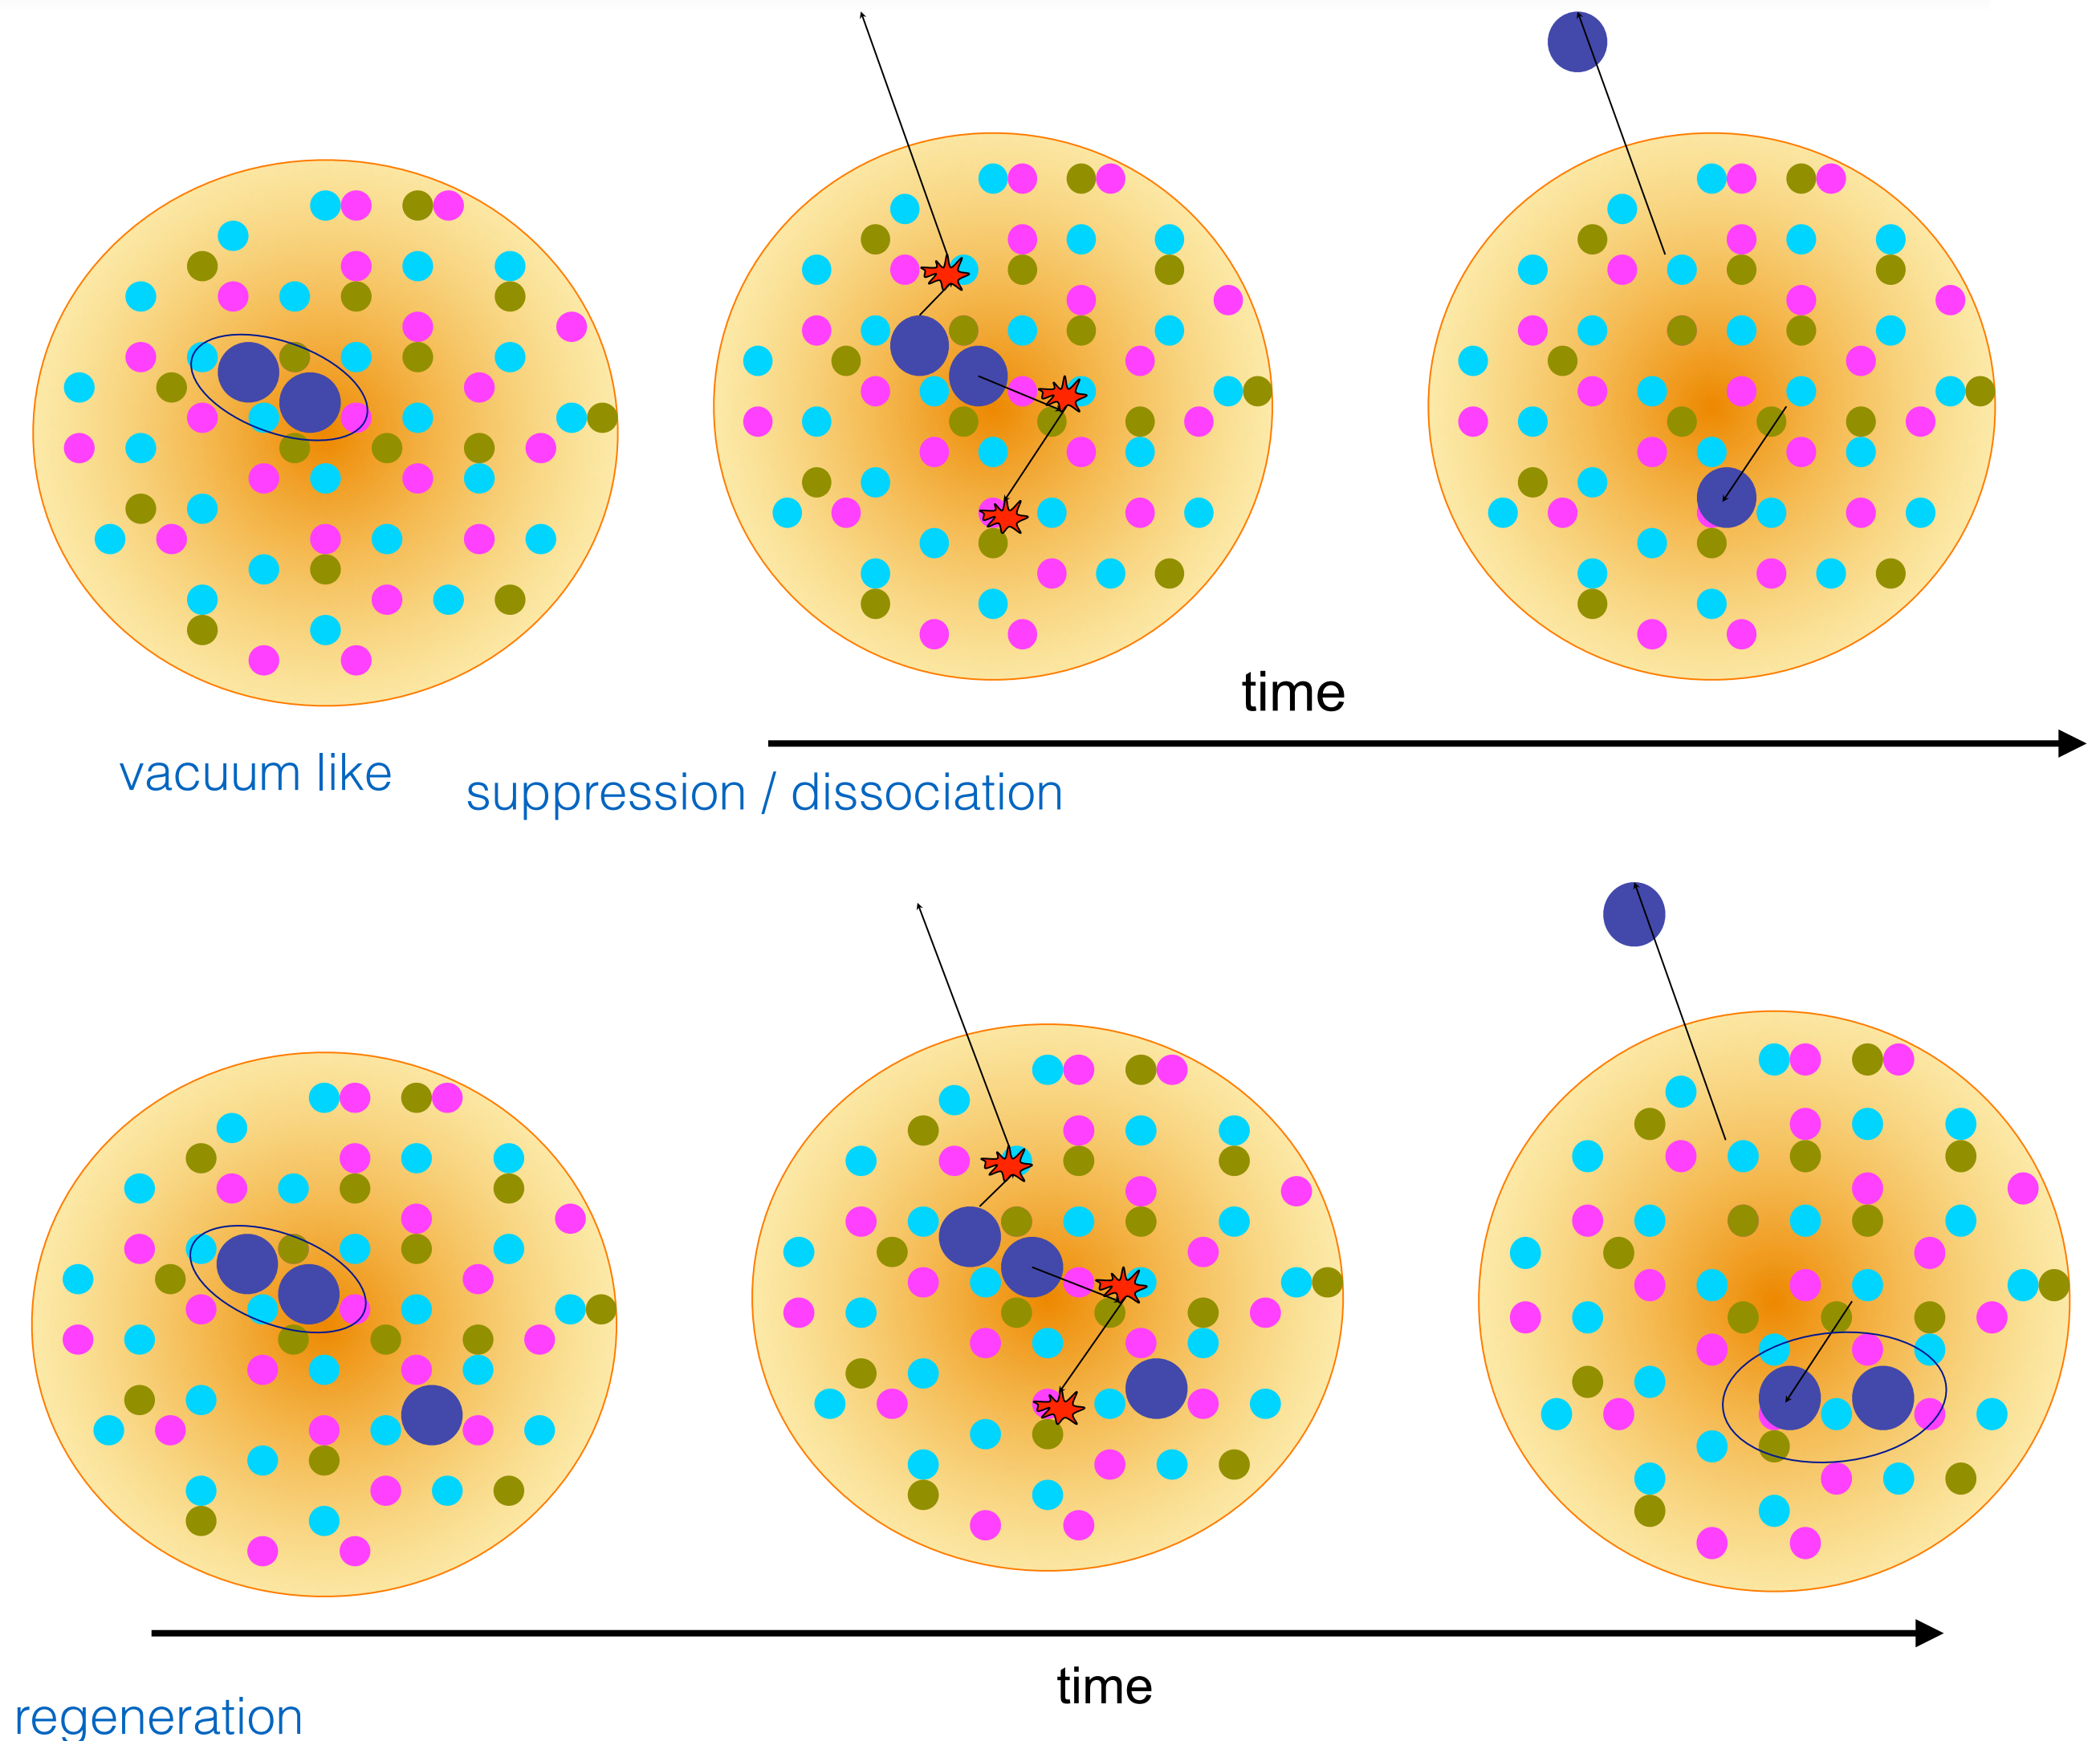 time
vacuum like
suppression / dissociation
time
regeneration